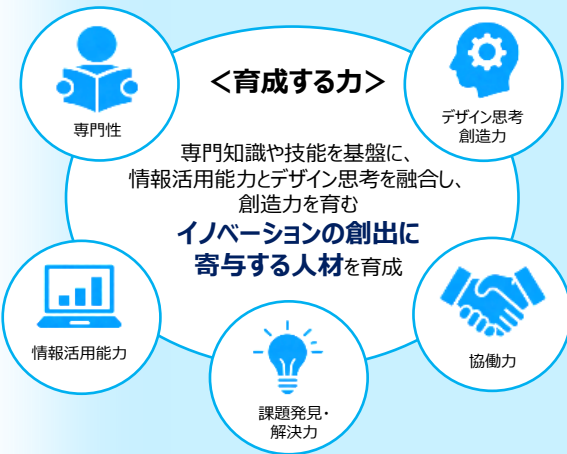 <育成する力>
専門性
デザイン思考
創造力
専門知識や技能を基盤に、
情報活用能力とデザイン思考を融合し、
創造力を育む
イノベーションの創出に
寄与する人材を育成
情報活用能力
協働力
課題発見・
解決力